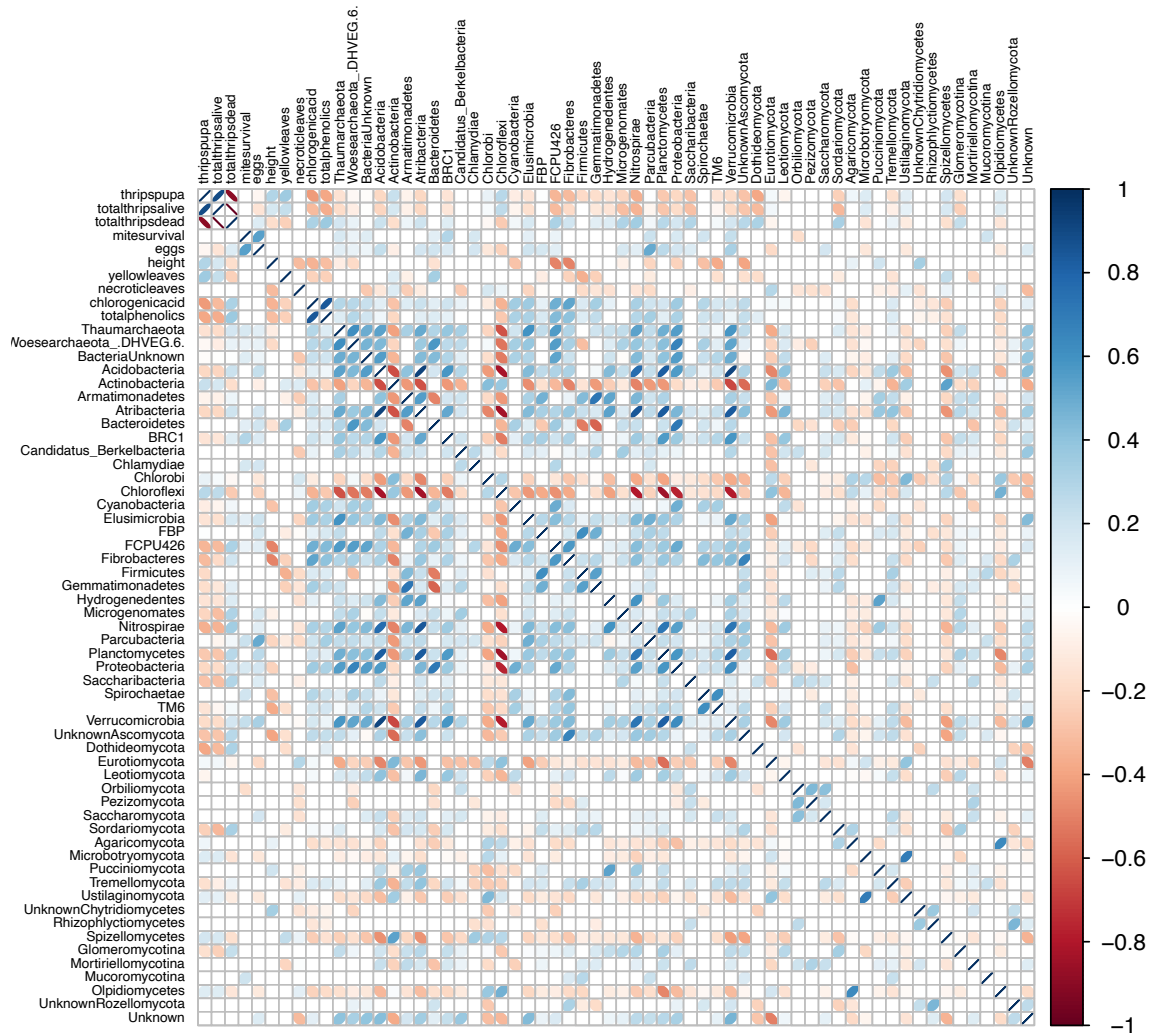 thripspupa
totalthripsalive
totalthripsdead
mitesurvival
eggs
height
yellowleaves
necroticleaves
chlorogenicacid
totalphenolics
Thaumarchaeota
Woesearchaeota_.DHVEG.6.
BacteriaUnknown
Acidobacteria
Actinobacteria
Armatimonadetes
Atribacteria
Bacteroidetes
BRC1
Candidatus_Berkelbacteria
Chlamydiae
Chlorobi
Chloroflexi
Cyanobacteria
Elusimicrobia
FBP
FCPU426
Fibrobacteres
Firmicutes
Gemmatimonadetes
Hydrogenedentes
Microgenomates
Nitrospirae
Parcubacteria
Planctomycetes
Proteobacteria
Saccharibacteria
Spirochaetae
TM6
Verrucomicrobia
UnknownAscomycota
Dothideomycota
Eurotiomycota
Leotiomycota
Orbiliomycota
Pezizomycota
Saccharomycota
Sordariomycota
Agaricomycota
Microbotryomycota
Pucciniomycota
Tremellomycota
Ustilaginomycota
UnknownChytridiomycetes
Rhizophlyctiomycetes
Spizellomycetes
Glomeromycotina
Mortiriellomycotina
Mucoromycotina
Olpidiomycetes
UnknownRozellomycota
Unknown
thripspupa
totalthripsalive
totalthripsdead
mitesurvival
eggs
height
yellowleaves
necroticleaves
chlorogenicacid
totalphenolics
Thaumarchaeota
Woesearchaeota_.DHVEG.6.
BacteriaUnknown
Acidobacteria
Actinobacteria
Armatimonadetes
Atribacteria
Bacteroidetes
BRC1
Candidatus_Berkelbacteria
Chlamydiae
Chlorobi
Chloroflexi
Cyanobacteria
Elusimicrobia
FBP
FCPU426
Fibrobacteres
Firmicutes
Gemmatimonadetes
Hydrogenedentes
Microgenomates
Nitrospirae
Parcubacteria
Planctomycetes
Proteobacteria
Saccharibacteria
Spirochaetae
TM6
Verrucomicrobia
UnknownAscomycota
Dothideomycota
Eurotiomycota
Leotiomycota
Orbiliomycota
Pezizomycota
Saccharomycota
Sordariomycota
Agaricomycota
Microbotryomycota
Pucciniomycota
Tremellomycota
Ustilaginomycota
UnknownChytridiomycetes
Rhizophlyctiomycetes
Spizellomycetes
Glomeromycotina
Mortiriellomycotina
Mucoromycotina
Olpidiomycetes
UnknownRozellomycota
Unknown
1
0.8
0.6
0.4
0.2
0
−0.2
−0.4
−0.6
−0.8
−1